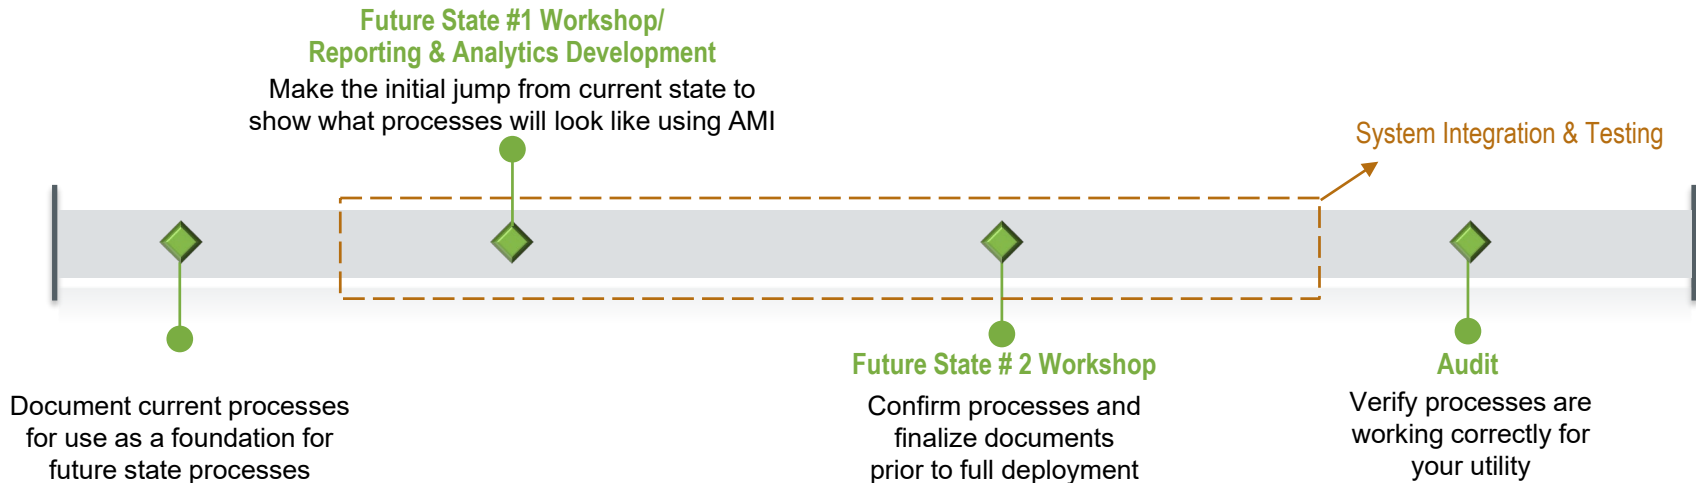 Future State #1 Workshop/
Reporting & Analytics Development
Make the initial jump from current state to
show what processes will look like using AMI
System Integration & Testing
Document current processes
for use as a foundation for
future state processes
Future State # 2 Workshop
Confirm processes and
finalize documents
prior to full deployment
Audit
Verify processes are
working correctly for
your utility